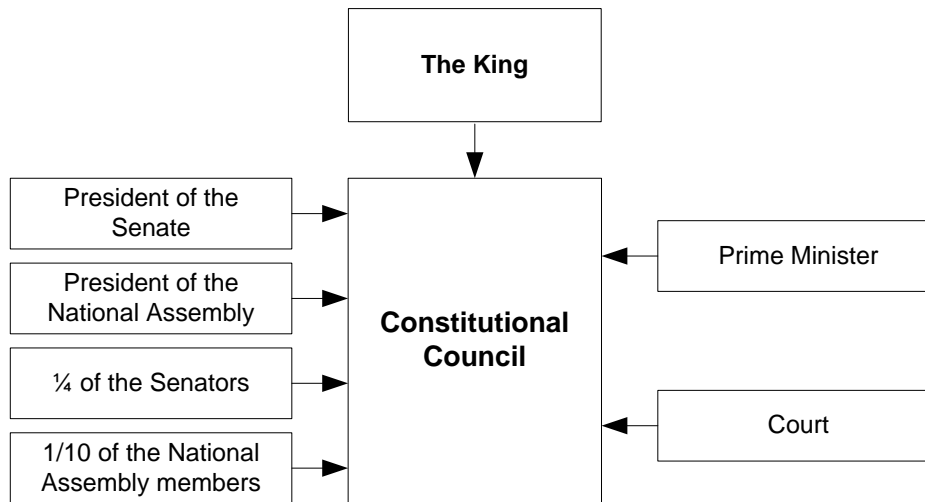 The King
President of the
Senate
President of the
National Assembly
¼ of the Senators
1/10 of the National
Assembly members
Constitutional
Council
Prime Minister
Court